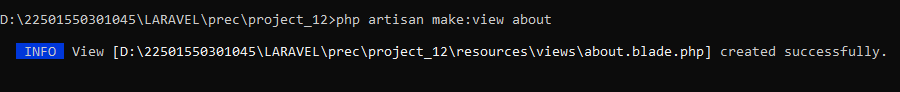 D:\22501550301045\LARAVEL\prec\project_12>php artisan make:view about
INFO View [D:\22501550301045\LARAVEL\prec\project_12\resources\views\about.blade.php] created successfully.